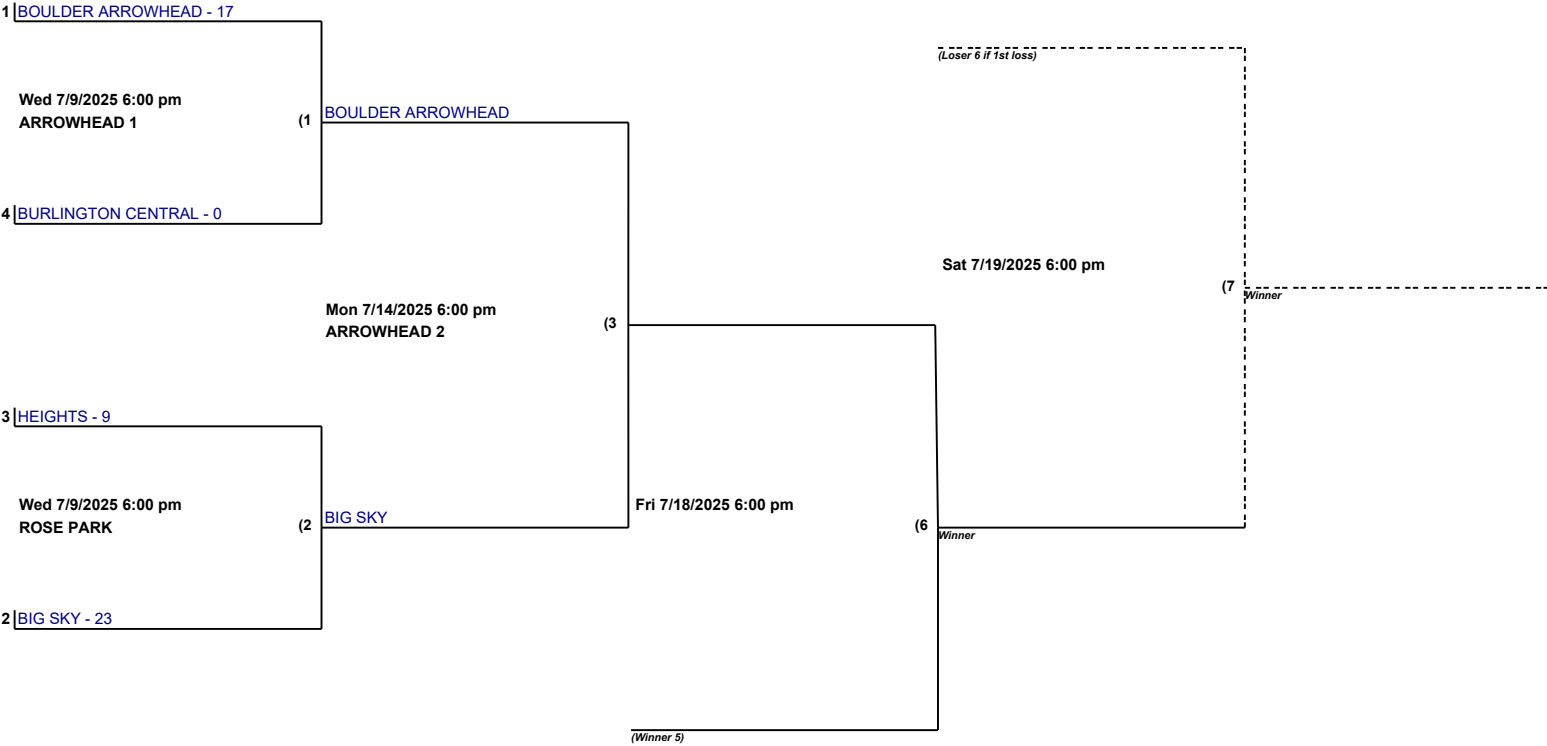 1 BOULDER ARROWHEAD - 17
(Loser 6 if 1st loss)
Wed 7/9/2025 6:00 pm
ARROWHEAD 1
(1
BOULDER ARROWHEAD
4 BURLINGTON CENTRAL - 0
Sat 7/19/2025 6:00 pm
(7
Winner
Mon 7/14/2025 6:00 pm
ARROWHEAD 2
(3
3 HEIGHTS - 9
Wed 7/9/2025 6:00 pm
ROSE PARK
(2
BIG SKY
Fri 7/18/2025 6:00 pm
(6
Winner
2 BIG SKY - 23
(Winner 5)